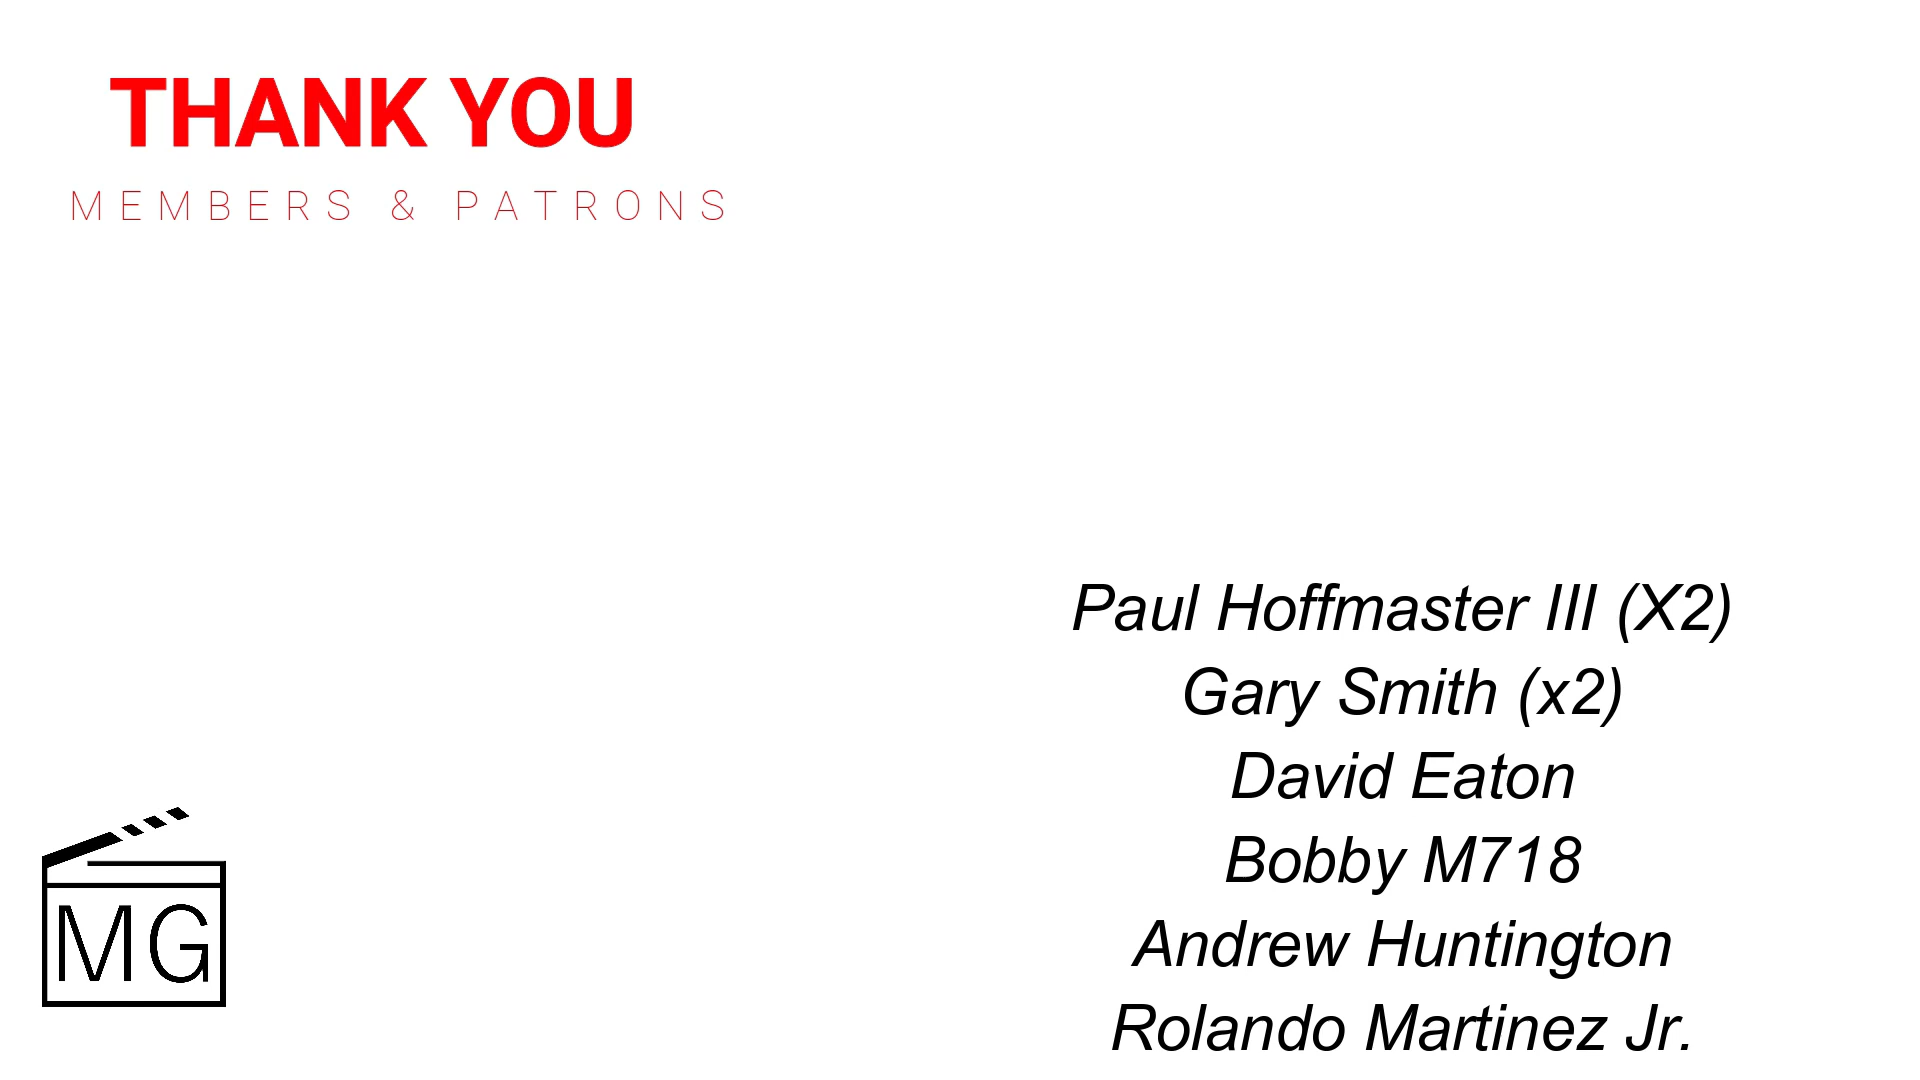 THANK YOU
MEMBERS & PATRONS
Paul Hoffmaster III (X2)
Gary Smith (x2)
David Eaton
Bobby M718
Andrew Huntington
Rolando Martinez Jr.
MG